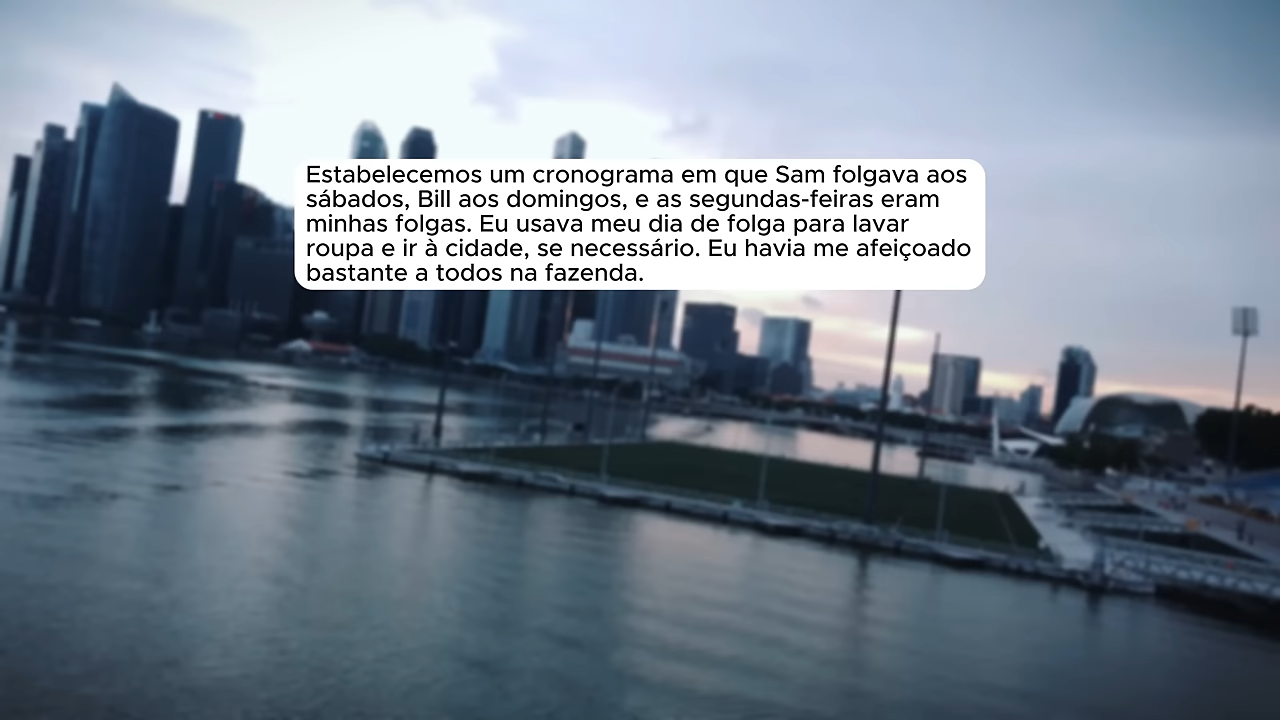 Estabelecemos um cronograma em que Sam folgava aos
sábados, Bill aos domingos, e as segundas-feiras eram
minhas folgas. Eu usava meu dia de folga para lavar
roupa e ir à cidade, se necessário. Eu havia me afeiçoado
bastante a todos na fazenda.